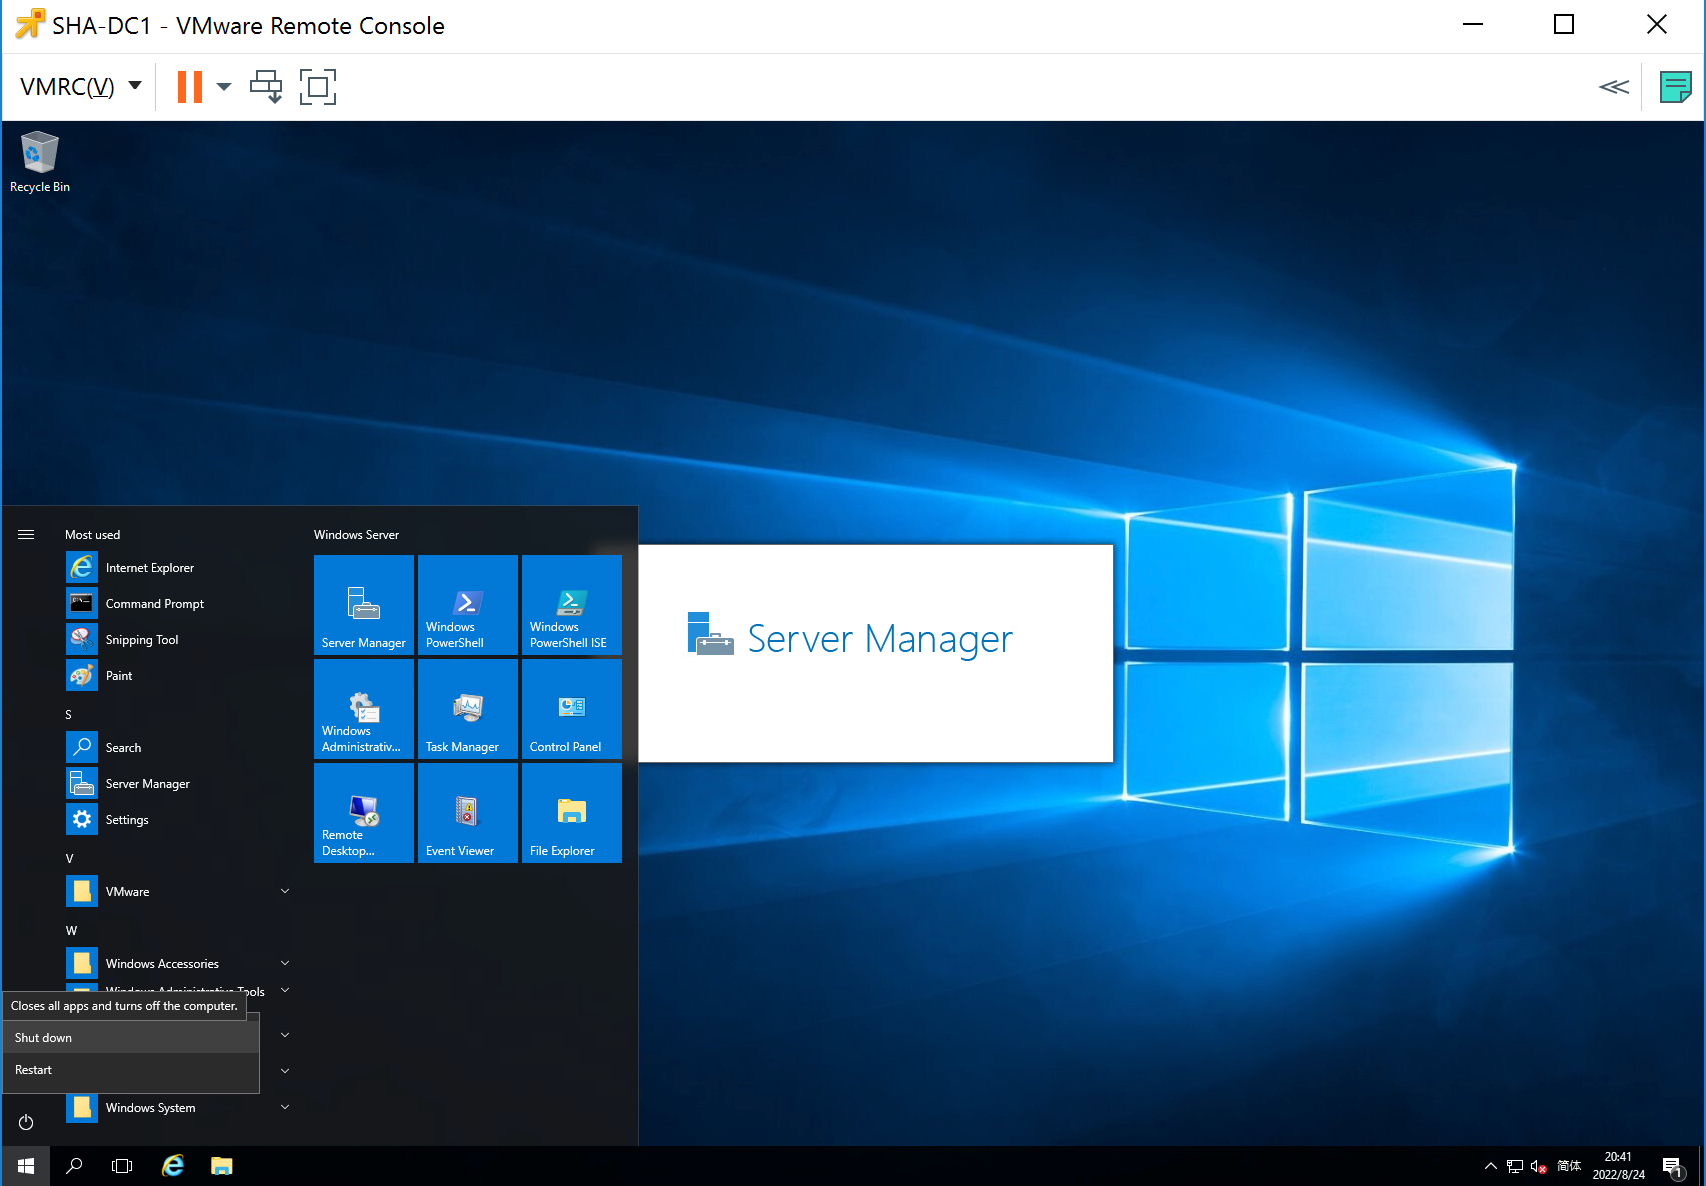 SHA-DC1 - VMware Remote Console
VMRC(V)
Recycle Bin
Most used
Internet Explorer
Command Prompt
Snipping Tool
Paint
S
Search
Server Manager
Settings
V
VMware
W
Windows Accessories
Windows Administrative Tools
Closes all apps and turns off the computer.
Shut down
Restart
Windows System
Windows Server
Server Manager
Windows
PowerShell
Windows
PowerShell ISE
Windows
Administrativ...
Task Manager
Control Panel
Remote
Desktop...
Event Viewer
File Explorer
Server Manager
简体
20:41
2022/8/24
1